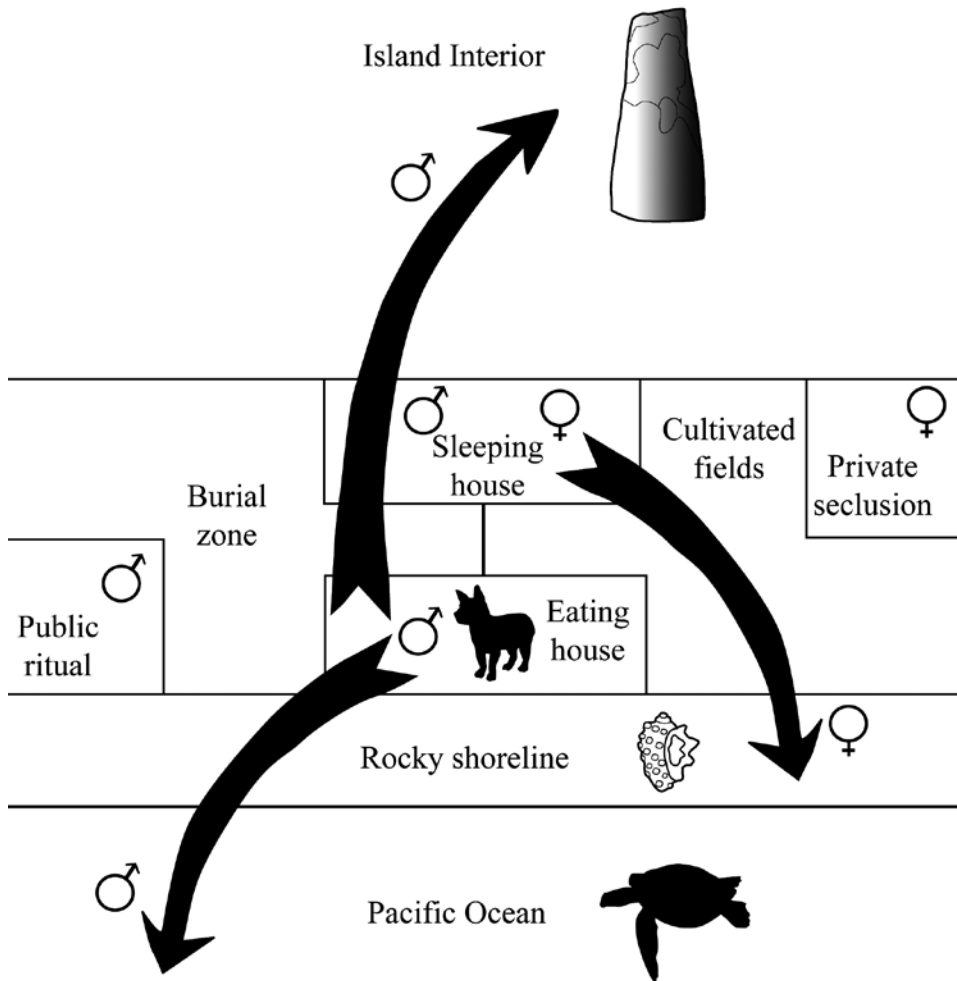 Island Interior
Sleeping
house
Cultivated
fields
Private
seclusion
Burial
zone
Public
ritual
Eating
house
Rocky shoreline
Pacific Ocean